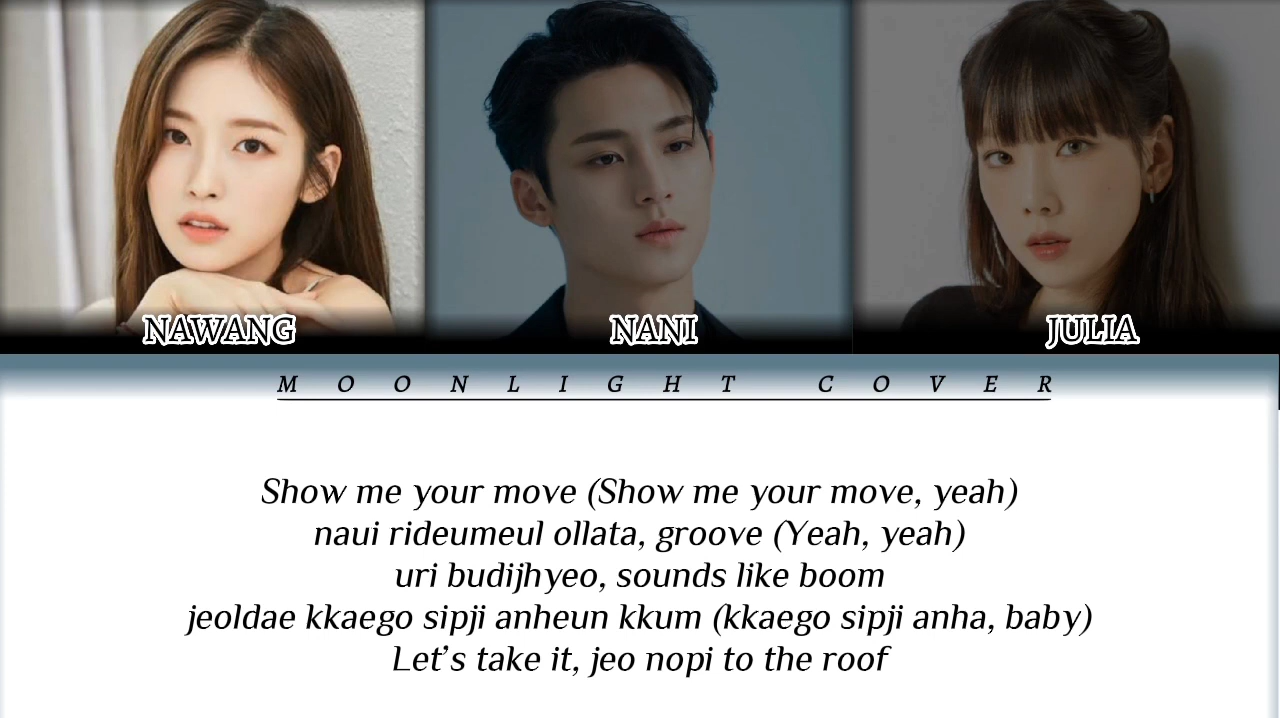 NAWANG NANI JULIA
MOONLIGHT COVER
Show me your move (Show me your move, yeah)
naui rideumeul ollata, groove (Yeah, yeah)
uri budijhyeo, sounds like boom
jeoldae kkaego sipji anheun kkum (kkaego sipji anha, baby)
Let’s take it, jeo nopi to the roof